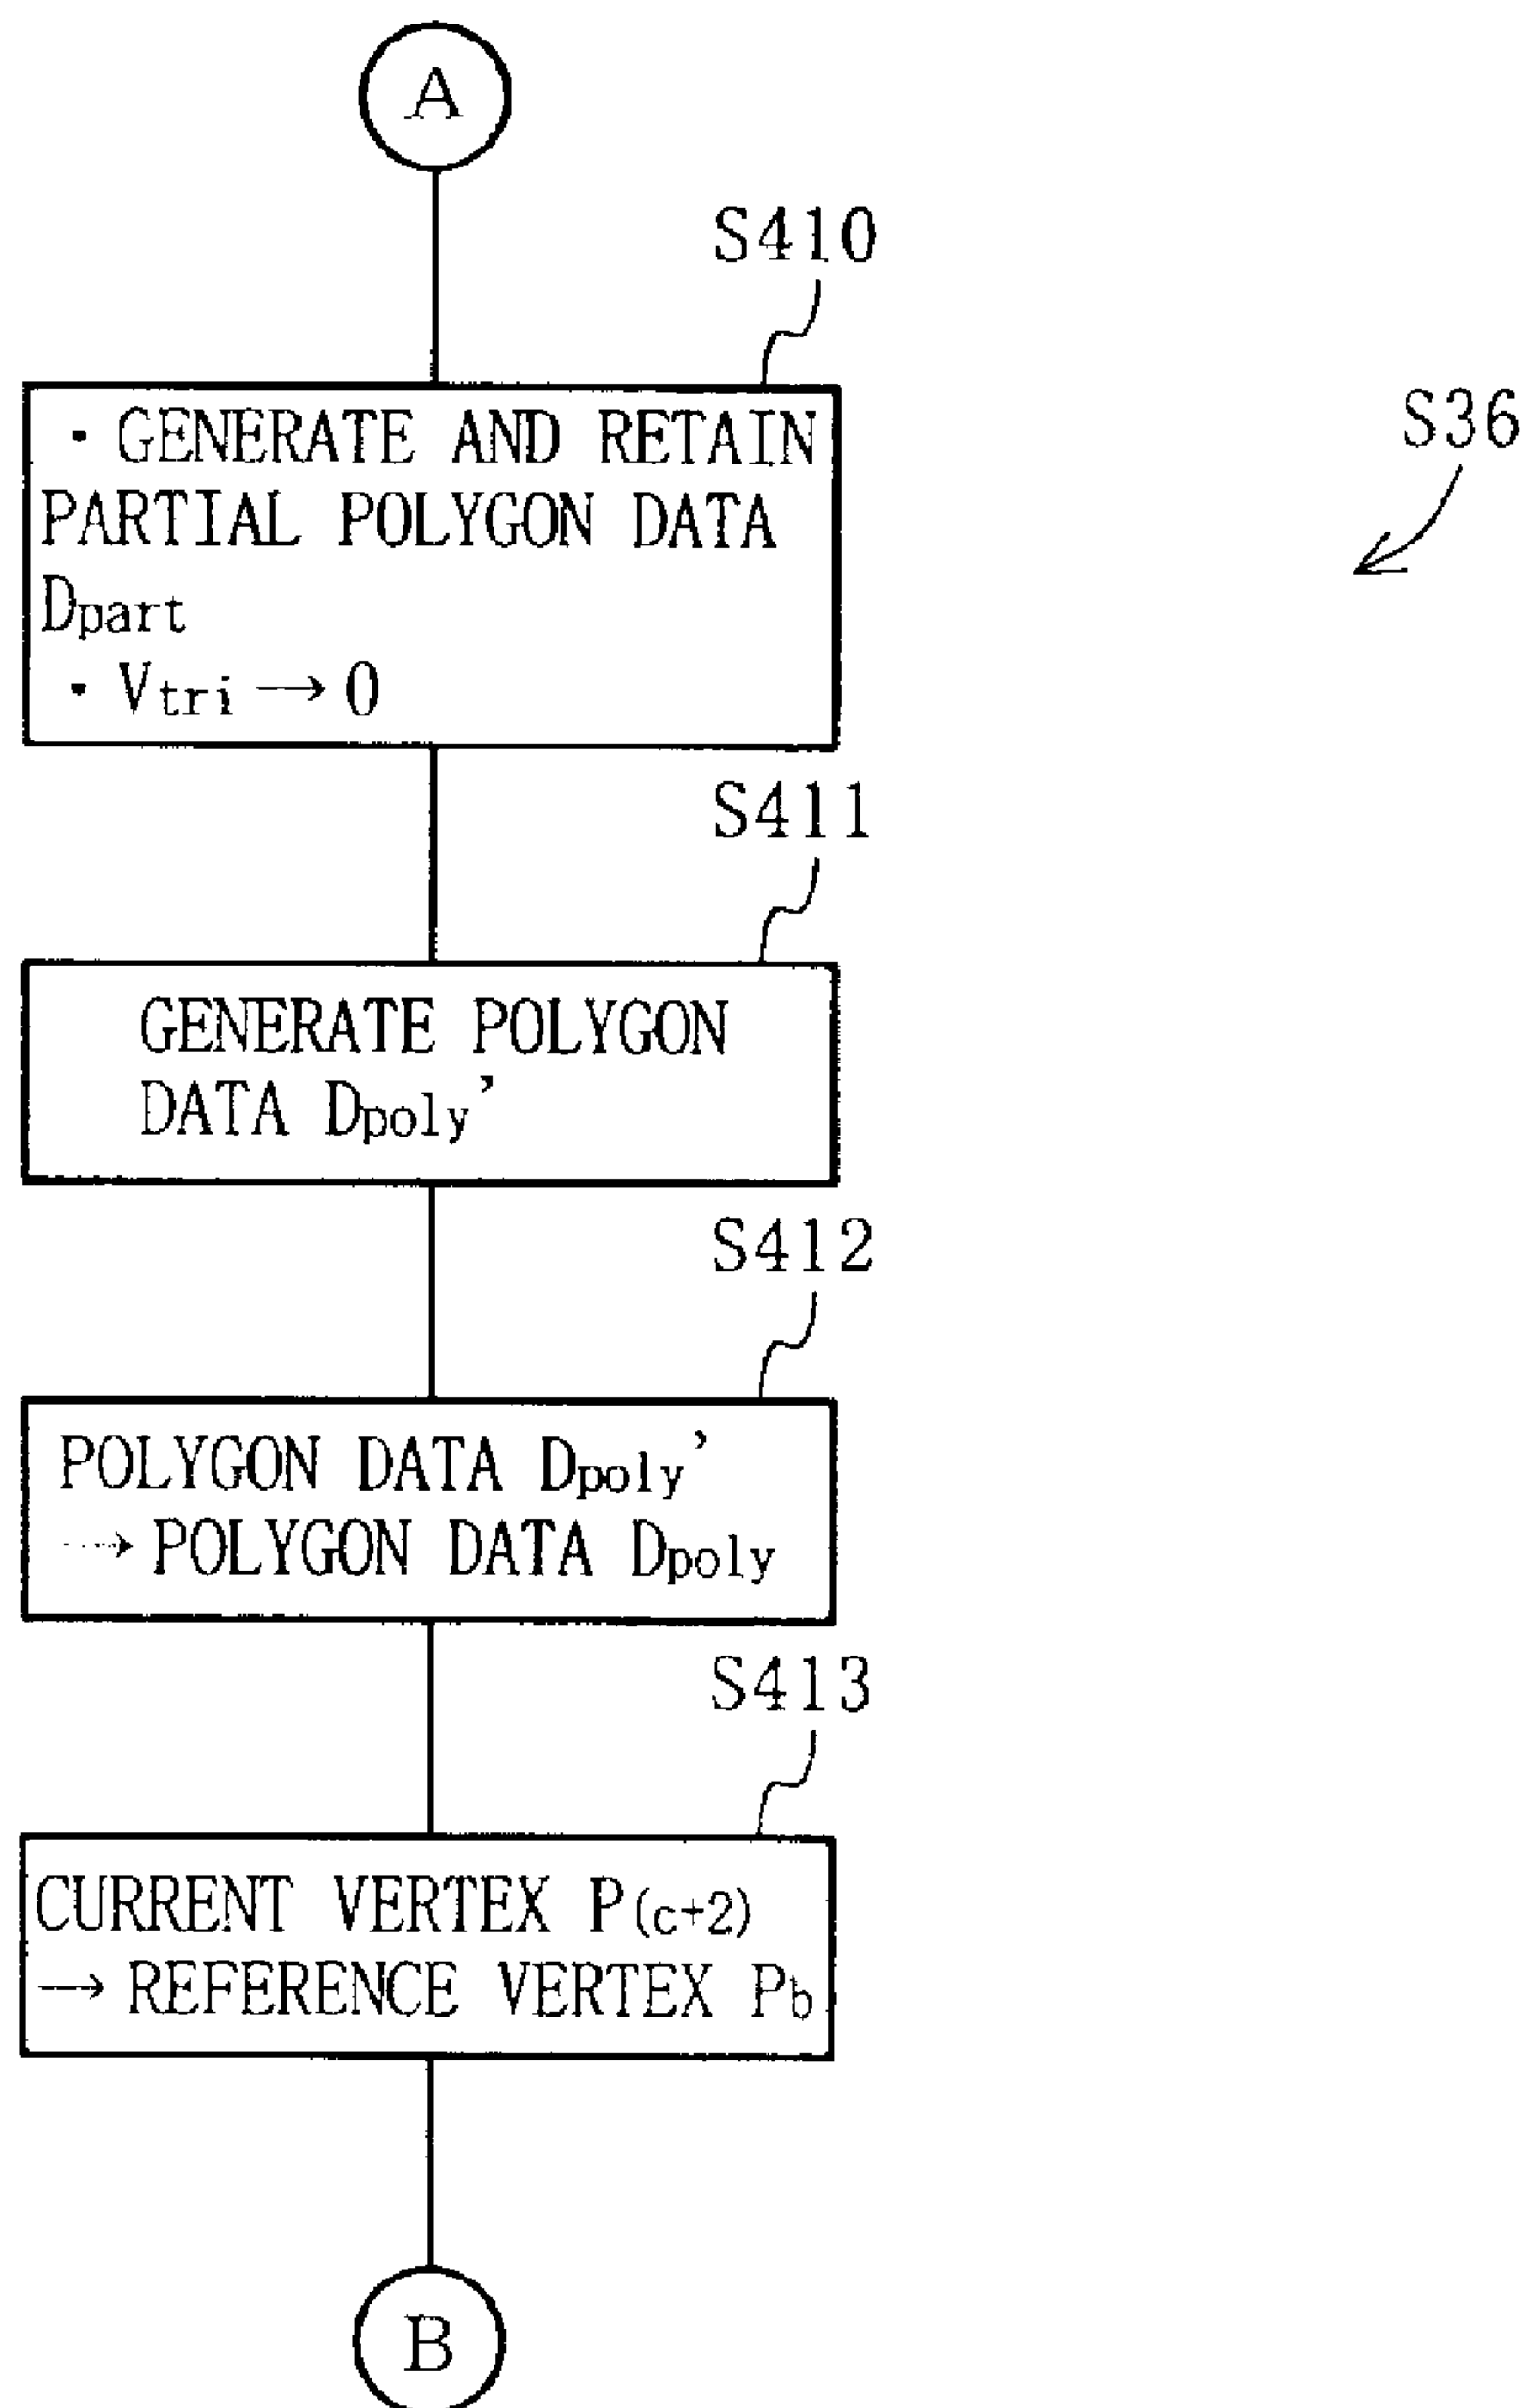 A
S410
S36
· GENERATE AND RETAIN
PARTIAL POLYGON DATA
Dpart
· Vtri → 0
S411
GENERATE POLYGON
DATA Dpoly'
S412
POLYGON DATA Dpoly'
→ POLYGON DATA Dpoly
S413
CURRENT VERTEX P(c+2)
→ REFERENCE VERTEX Pb
B